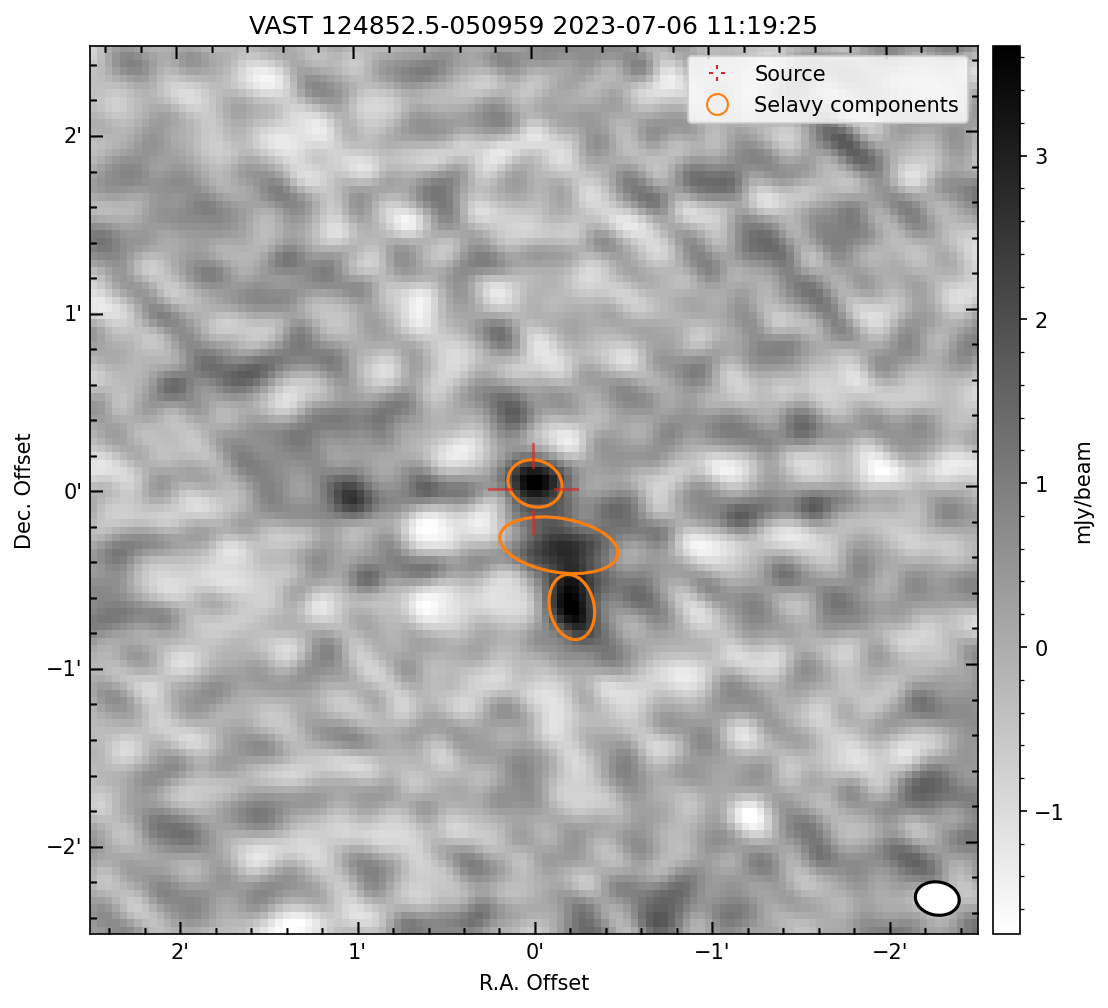 VAST 124852.5-050959 2023-07-06 11:19:25
Source
Selavy components
2'
1'
0'
−1'
−2'
Dec. Offset
2'
1'
0'
−1'
−2'
R.A. Offset
3
2
1
0
−1
mJy/beam